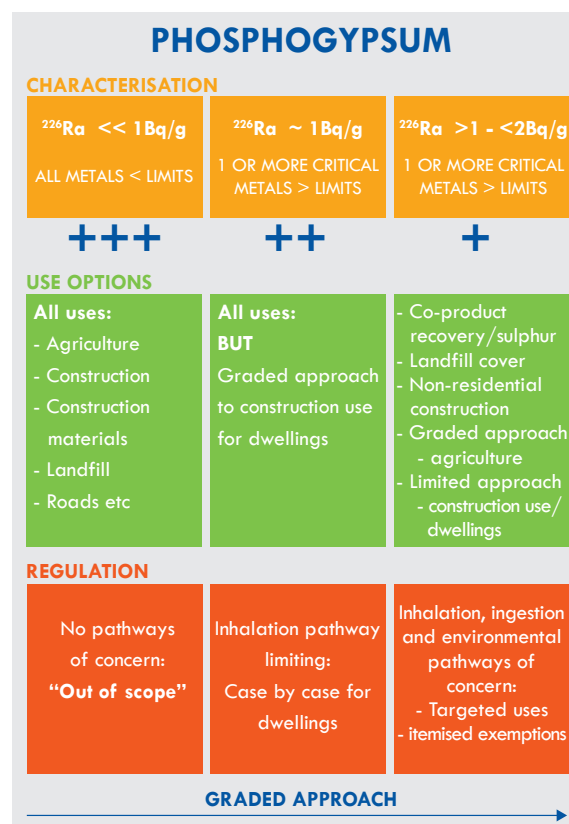 PHOSPHOGYPSUM
CHARACTERISATION
²²⁶Ra << 1Bq/g
ALL METALS < LIMITS
²²⁶Ra ~ 1Bq/g
1 OR MORE CRITICAL
METALS > LIMITS
²²⁶Ra >1 - <2Bq/g
1 OR MORE CRITICAL
METALS > LIMITS
+++
++
+
USE OPTIONS
All uses:
- Agriculture
- Construction
- Construction
materials
- Landfill
- Roads etc
All uses:
BUT
Graded approach
to construction use
for dwellings
- Co-product
recovery/sulphur
- Landfill cover
- Non-residential
construction
- Graded approach
- agriculture
- Limited approach
- construction use/
dwellings
REGULATION
No pathways
of concern:
“Out of scope”
Inhalation pathway
limiting:
Case by case for
dwellings
Inhalation, ingestion
and environmental
pathways of
concern:
- Targeted uses
- itemised exemptions
GRADED APPROACH